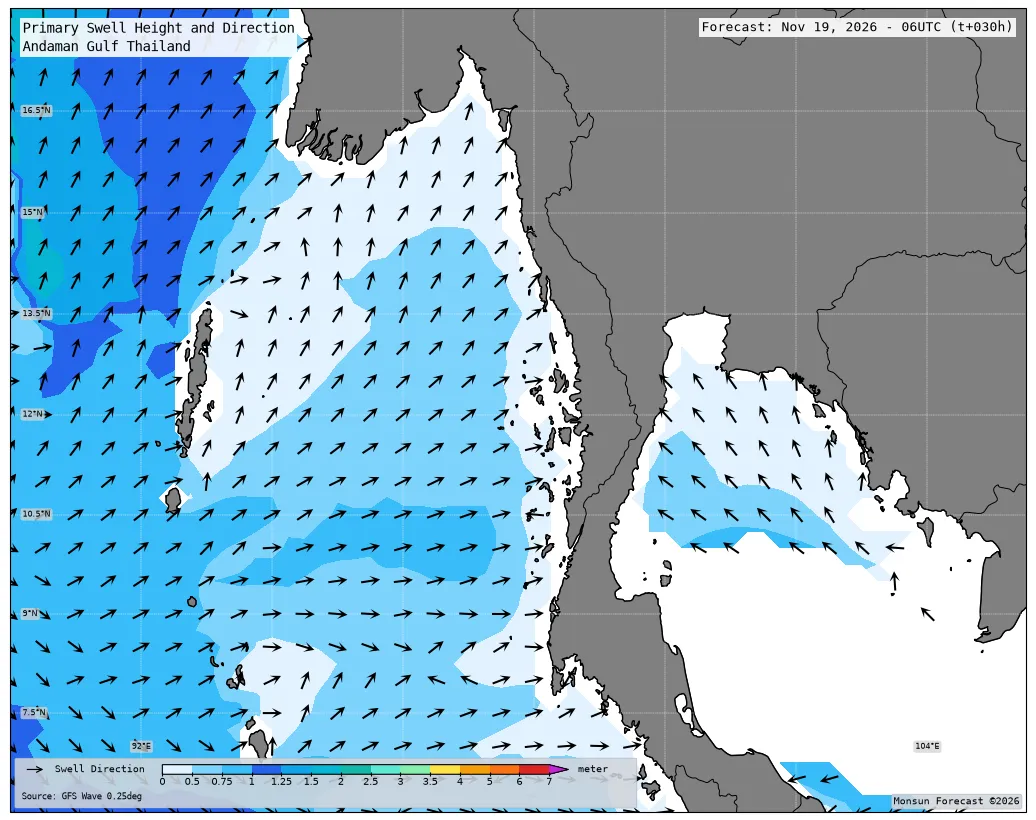 Primary Swell Height and Direction
Andaman Gulf Thailand
Forecast: Nov 19, 2026 - 06UTC (t+030h)
16.5°N
15°N
13.5°N
12°N
10.5°N
9°N
7.5°N
92°E
104°E
Swell Direction
meter
0 0.5 0.75 1 1.25 1.5 2 2.5 3 3.5 4 5 6 7
Source: GFS Wave 0.25deg
Monsun Forecast ©2026